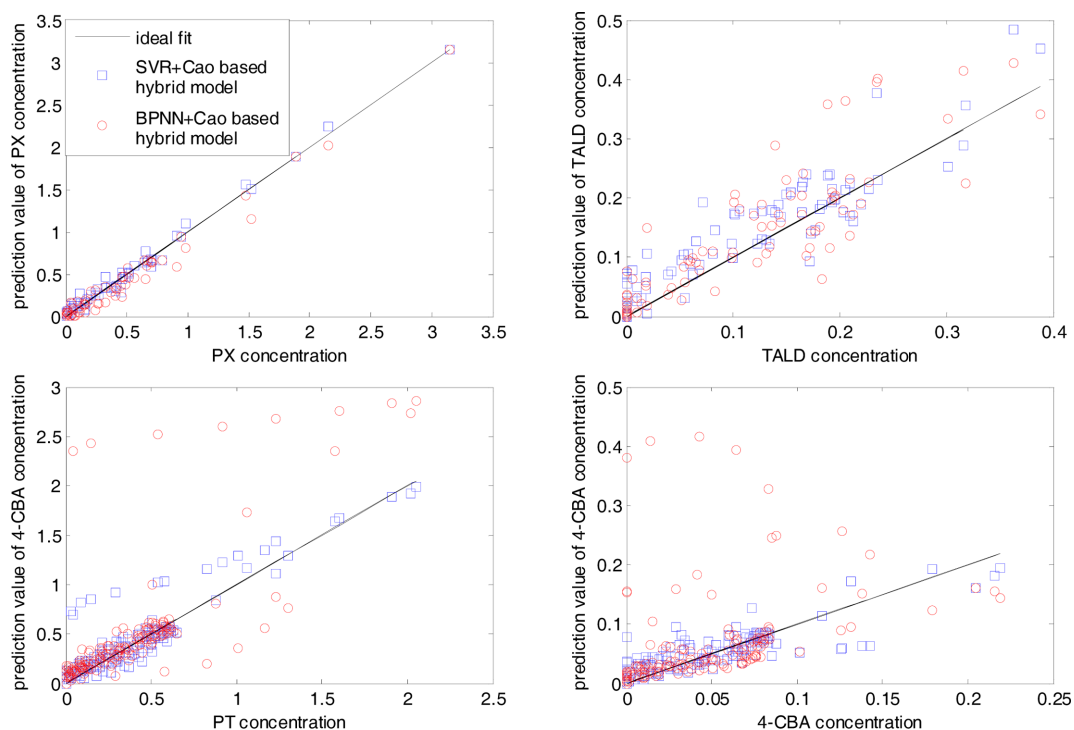 3.5
3
2.5
2
1.5
1
0.5
0
0 0.5 1 1.5 2 2.5 3 3.5
prediction value of PX concentration
PX concentration
ideal fit
SVR+Cao based
hybrid model
BPNN+Cao based
hybrid model
0.5
0.4
0.3
0.2
0.1
0
0 0.1 0.2 0.3 0.4
prediction value of TALD concentration
TALD concentration
3
2.5
2
1.5
1
0.5
0
0 0.5 1 1.5 2 2.5
prediction value of 4-CBA concentration
PT concentration
0.5
0.4
0.3
0.2
0.1
0
0 0.05 0.1 0.15 0.2 0.25
prediction value of 4-CBA concentration
4-CBA concentration